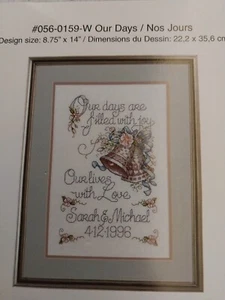 #056-0159-W Our Days / Nos Jours
Design size: 8.75" x 14" / Dimensions du Dessin: 22,2 x 35,6 cm
Our days are
filled with joy
Our lives
with Love
Sarah & Michael
4-12-1996